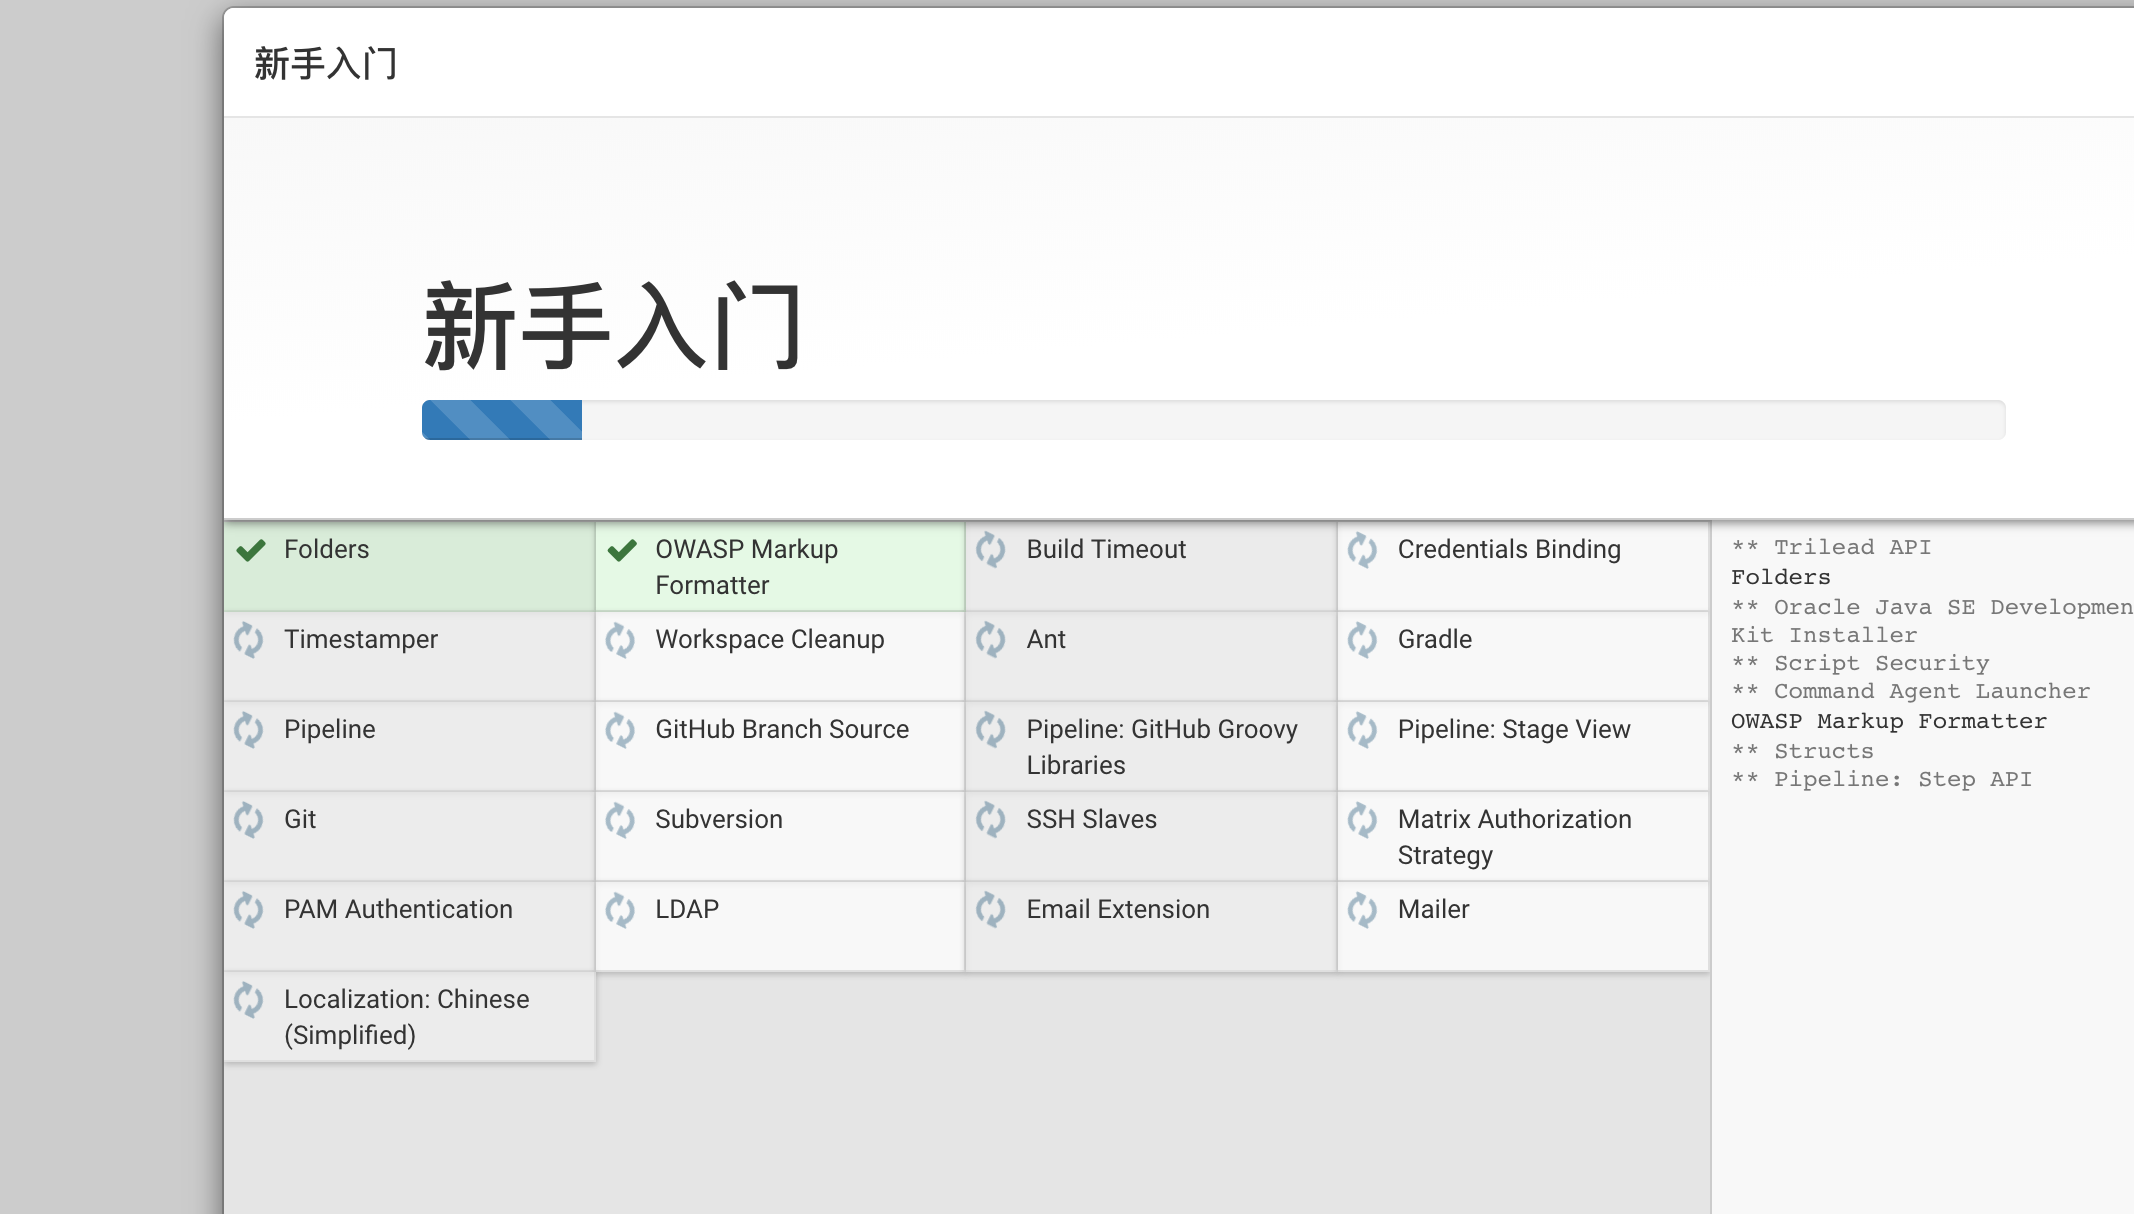 新手入门
新手入门
Folders
OWASP Markup
Formatter
Build Timeout
Credentials Binding
Timestamper
Workspace Cleanup
Ant
Gradle
Pipeline
GitHub Branch Source
Pipeline: GitHub Groovy
Libraries
Pipeline: Stage View
Git
Subversion
SSH Slaves
Matrix Authorization
Strategy
PAM Authentication
LDAP
Email Extension
Mailer
Localization: Chinese
(Simplified)
** Trilead API
Folders
** Oracle Java SE Developmen
Kit Installer
** Script Security
** Command Agent Launcher
OWASP Markup Formatter
** Structs
** Pipeline: Step API